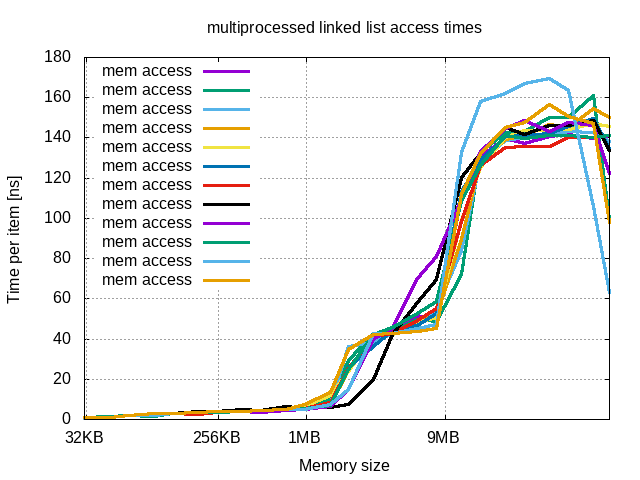 multiprocessed linked list access times
180
160
140
120
100
80
60
40
20
0
Time per item [ns]
mem access
mem access
mem access
mem access
mem access
mem access
mem access
mem access
mem access
mem access
mem access
mem access
32KB 256KB 1MB 9MB
Memory size